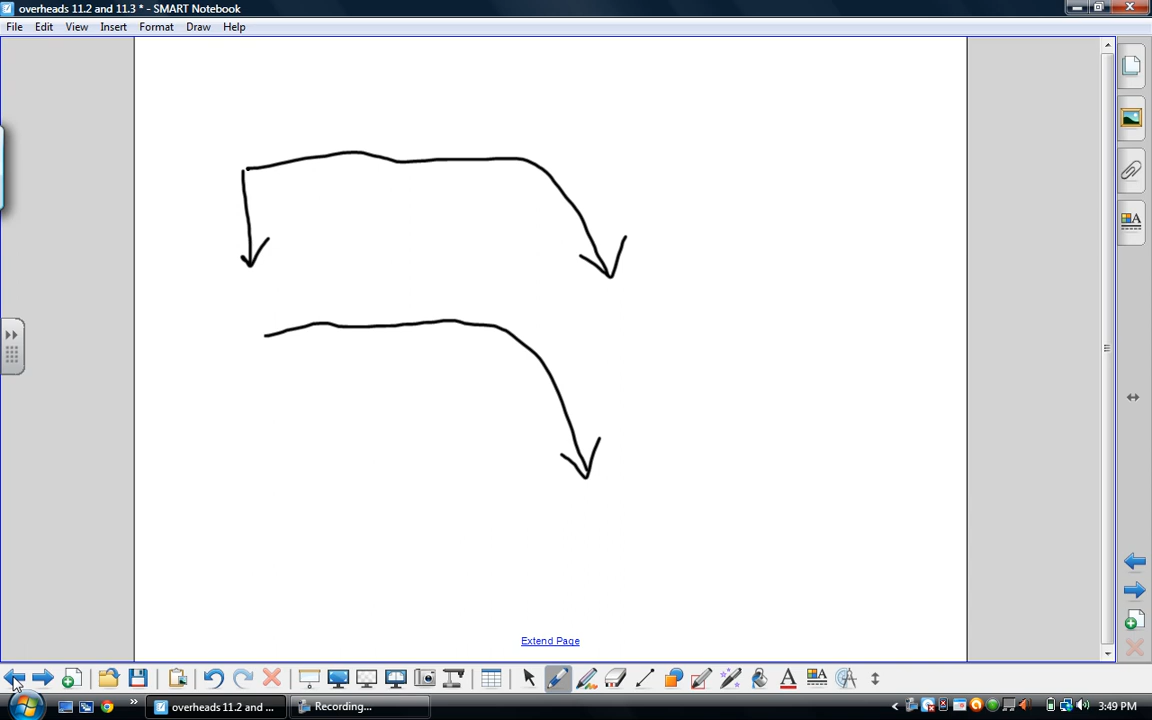 overheads 11.2 and 11.3 * - SMART Notebook
File Edit View Insert Format Draw Help
Extend Page
overheads 11.2 and ... Recording... 3:49 PM